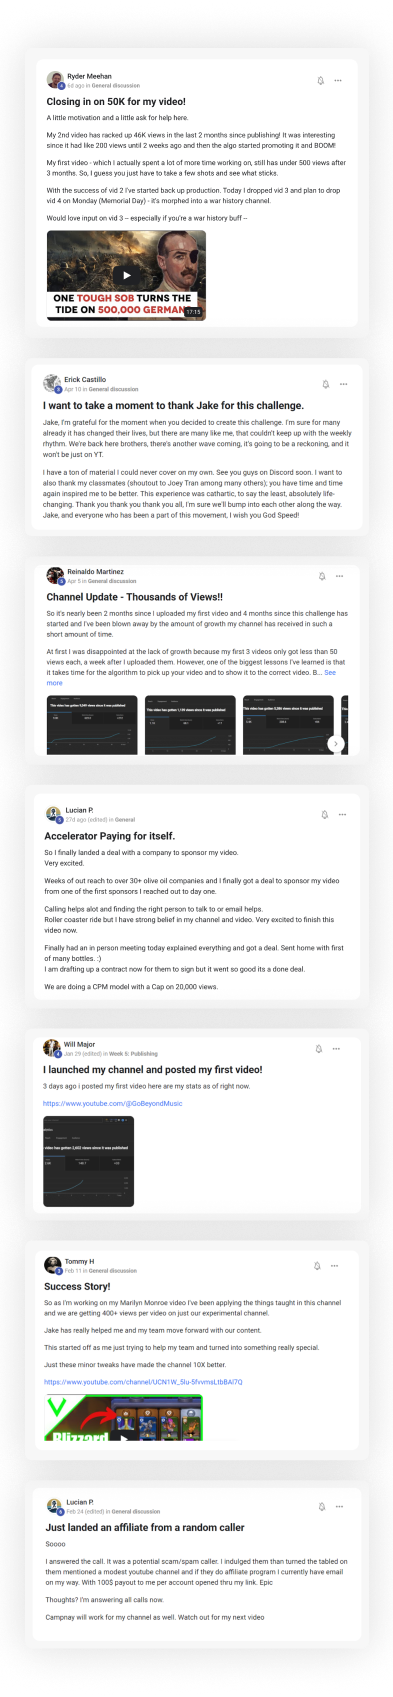 Ryder Meehan
6d ago in General discussion
Closing in on 50K for my video!
A little motivation and a little ask for help here.
My 2nd video has racked up 46K views in the last 2 months since publishing! It was interesting
since it had like 200 views until 2 weeks ago and then the algo started promoting it and BOOM!
My first video - which I actually spent a lot of more time working on, still has under 500 views after
3 months. So, I guess you just have to take a few shots and see what sticks.
With the success of vid 2 I've started back up production. Today I dropped vid 3 and plan to drop
vid 4 on Monday (Memorial Day) - it's morphed into a war history channel.
Would love input on vid 3 -- especially if you're a war history buff --
ONE TOUGH SOB TURNS THE
TIDE ON 500,000 GERMAN
17:15
Erick Castillo
Apr 10 in General discussion
I want to take a moment to thank Jake for this challenge.
Jake, I'm grateful for the moment when you decided to create this challenge. I'm sure for many
already it has changed their lives, but there are many like me, that couldn't keep up with the weekly
rhythm. We're back here brothers, there's another wave coming, it's going to be a reckoning, and it
won't be just on YT.
I have a ton of material I could never cover on my own. See you guys on Discord soon. I want to
also thank my classmates (shoutout to Joey Tran among many others); you have time and time
again inspired me to be better. This experience was cathartic, to say the least, absolutely life-
changing. Thank you thank you thank you all, I'm sure we'll bump into each other along the way.
Jake, and everyone who has been a part of this movement, I wish you God Speed!
Reinaldo Martinez
Apr 5 in General discussion
Channel Update - Thousands of Views!!
So it's nearly been 2 months since I uploaded my first video and 4 months since this challenge has
started and I've been blown away by the amount of growth my channel has received in such a
short amount of time.
At first I was disappointed at the lack of growth because my first 3 videos only got less than 50
views each, a week after I uploaded them. However, one of the biggest lessons I've learned is that
it takes time for the algorithm to pick up your video and to show it to the correct video. B... See
more
Lucian P.
27d ago (edited) in General
Accelerator Paying for itself.
So I finally landed a deal with a company to sponsor my video.
Very excited.
Weeks of out reach to over 30+ olive oil companies and I finally got a deal to sponsor my video
from one of the first sponsors I reached out to day one.
Calling helps alot and finding the right person to talk to or email helps.
Roller coaster ride but I have strong belief in my channel and video. Very excited to finish this
video now.
Finally had an in person meeting today explained everything and got a deal. Sent home with first
of many bottles. :)
I am drafting up a contract now for them to sign but it went so good its a done deal.
We are doing a CPM model with a Cap on 20,000 views.
Will Major
Jan 29 (edited) in Week 5: Publishing
I launched my channel and posted my first video!
3 days ago i posted my first video here are my stats as of right now.
https://www.youtube.com/@GoBeyondMusic
Tommy H
Feb 11 in General discussion
Success Story!
So as I'm working on my Marilyn Monroe video I've been applying the things taught in this channel
and we are getting 400+ views per video on just our experimental channel.
Jake has really helped me and my team move forward with our content.
This started off as me just trying to help my team and turned into something really special.
Just these minor tweaks have made the channel 10X better.
https://www.youtube.com/channel/UCN1W_5lu-5fvvmsLtbBAl7Q
Blizzard
Lucian P.
Feb 24 (edited) in General discussion
Just landed an affiliate from a random caller
Soooo
I answered the call. It was a potential scam/spam caller. I indulged them than turned the tabled on
them mentioned a modest youtube channel and if they do affiliate program I currently have email
on my way. With 100$ payout to me per account opened thru my link. Epic
Thoughts? I'm answering all calls now.
Campnay will work for my channel as well. Watch out for my next video